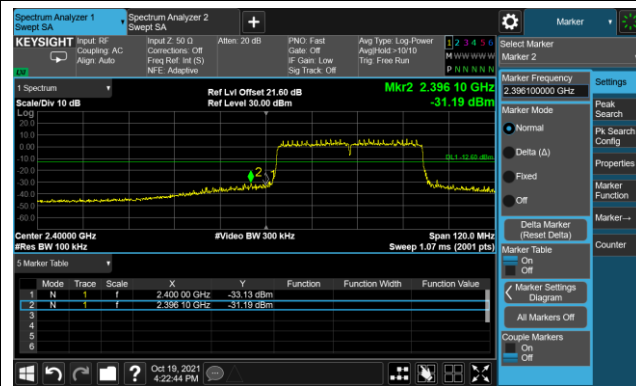 Spectrum Analyzer 1
Swept SA
Spectrum Analyzer 2
Swept SA
+
Marker
KEYSIGHT
Input: RF
Coupling: AC
Align: Auto
Input Z: 50 Ω
Corrections: Off
Freq Ref: Int (S)
NFE: Adaptive
Atten: 20 dB
PNO: Fast
Gate: Off
IF Gain: Low
Sig Track: Off
Avg Type: Log-Power
Avg|Hold:>10/10
Trig: Free Run
1 2 3 4 5 6
M W W W W W
P N N N N N
LXI
Select Marker
Marker 2
1 Spectrum
Scale/Div 10 dB
Ref Lvl Offset 21.60 dB
Ref Level 30.00 dBm
Mkr2 2.396 10 GHz
-31.19 dBm
Log
20.0
10.0
0.00
-10.0
-20.0
-30.0
-40.0
-50.0
-60.0
2
1
Center 2.40000 GHz
#Res BW 100 kHz
#Video BW 300 kHz
Span 120.0 MHz
Sweep 1.07 ms (2001 pts)
Marker Frequency
2.396100000 GHz
Marker Mode
Normal
Delta (Δ)
Fixed
Off
Delta Marker
(Reset Delta)
Marker Table
On
Off
Marker Settings
Diagram
All Markers Off
Couple Markers
On
Off
Settings
Peak
Search
Pk Search
Config
Properties
Marker
Function
Marker→
Counter
5 Marker Table
Mode Trace Scale X Y Function Function Width Function Value
1 N 1 f 2.400 00 GHz -33.13 dBm
2 N 1 f 2.396 10 GHz -31.19 dBm
3
4
5
6
?
Oct 19, 2021
4:22:44 PM